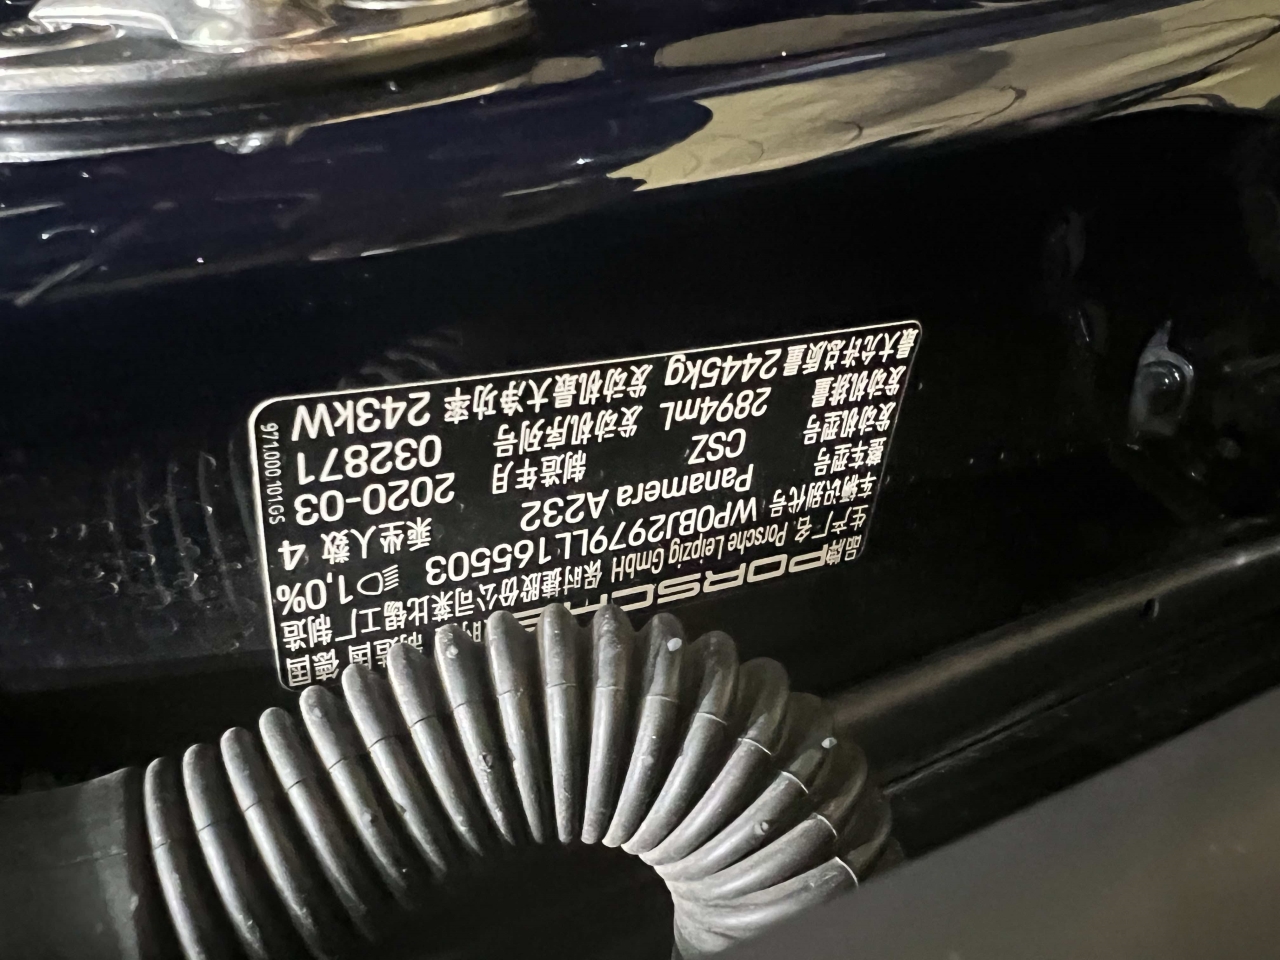 品牌 PORSCHE 制造国 德国
生产厂名 Porsche Leipzig GmbH 保时捷股份公司莱比锡工厂 制造
车辆识别代号 WP0BJ2979LL165503 1,0%
整车型号 Panamera A232 乘坐人数 4
发动机型号 CSZ 制造年月 2020-03
发动机排量 2894mL 发动机序列号 032871
最大允许总质量 2445kg 发动机最大净功率 243kW
971.000.101GS